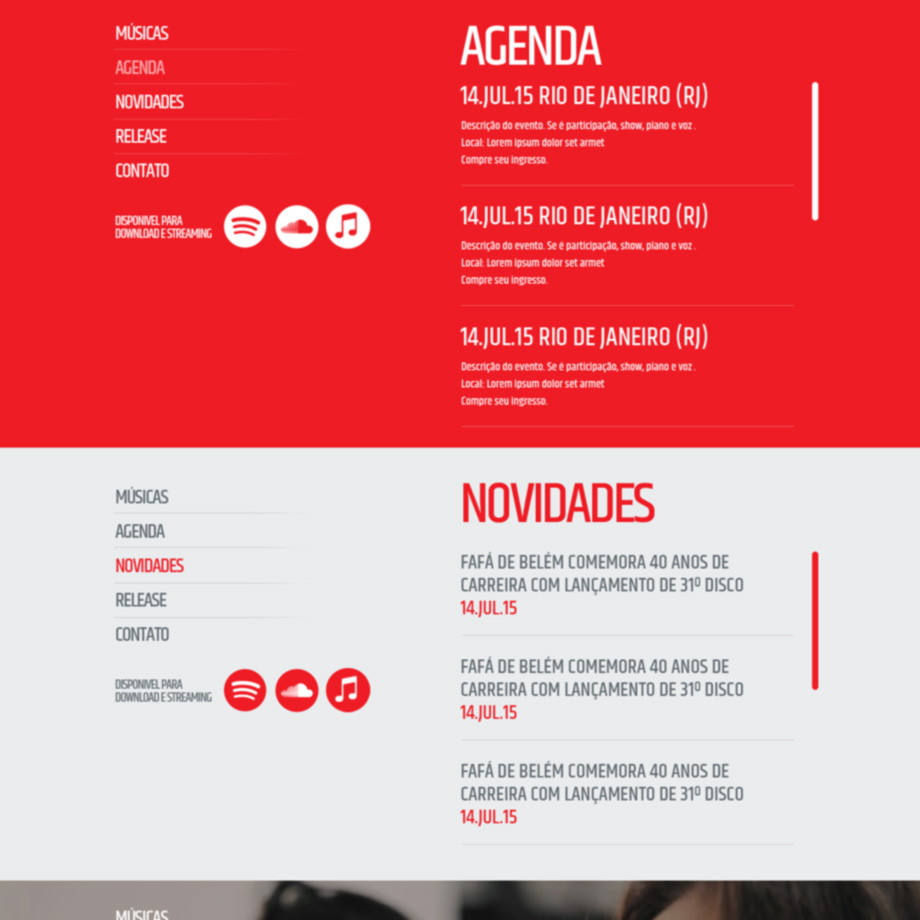 MÚSICAS
AGENDA
NOVIDADES
RELEASE
CONTATO
DISPONIVEL PARA
DOWNLOAD E STREAMING
AGENDA
14.JUL.15 RIO DE JANEIRO (RJ)
Descrição do evento. Se é participação, show, piano e voz .
Local: Lorem ipsum dolor set armet
Compre seu ingresso.
14.JUL.15 RIO DE JANEIRO (RJ)
Descrição do evento. Se é participação, show, piano e voz .
Local: Lorem ipsum dolor set armet
Compre seu ingresso.
14.JUL.15 RIO DE JANEIRO (RJ)
Descrição do evento. Se é participação, show, piano e voz .
Local: Lorem ipsum dolor set armet
Compre seu ingresso.
MÚSICAS
AGENDA
NOVIDADES
RELEASE
CONTATO
DISPONIVEL PARA
DOWNLOAD E STREAMING
NOVIDADES
FAFÁ DE BELÉM COMEMORA 40 ANOS DE
CARREIRA COM LANÇAMENTO DE 31º DISCO
14.JUL.15
FAFÁ DE BELÉM COMEMORA 40 ANOS DE
CARREIRA COM LANÇAMENTO DE 31º DISCO
14.JUL.15
FAFÁ DE BELÉM COMEMORA 40 ANOS DE
CARREIRA COM LANÇAMENTO DE 31º DISCO
14.JUL.15
MÚSICAS